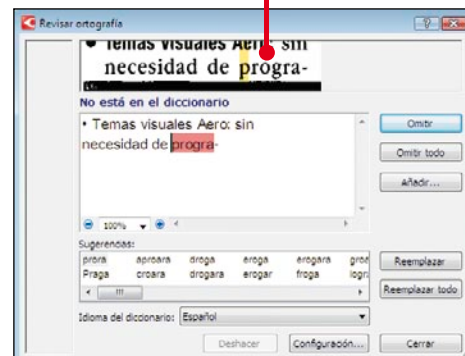 Revisar ortografía
• Temas visuales Aero: sin
necesidad de progra-
No está en el diccionario
• Temas visuales Aero: sin
necesidad de progra-
Omitir
Omitir todo
Añadir...
100%
Sugerencias:
prora aproara droga eroga erogara
Praga croara drogara erogar froga
Reemplazar
Reemplazar todo
Idioma del diccionario: Español
Deshacer Configuración... Cerrar